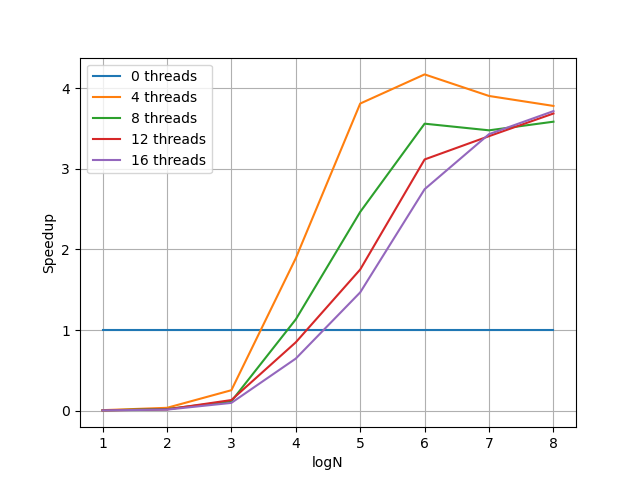 0 threads
4 threads
8 threads
12 threads
16 threads
4
3
2
1
0
Speedup
1 2 3 4 5 6 7 8
logN